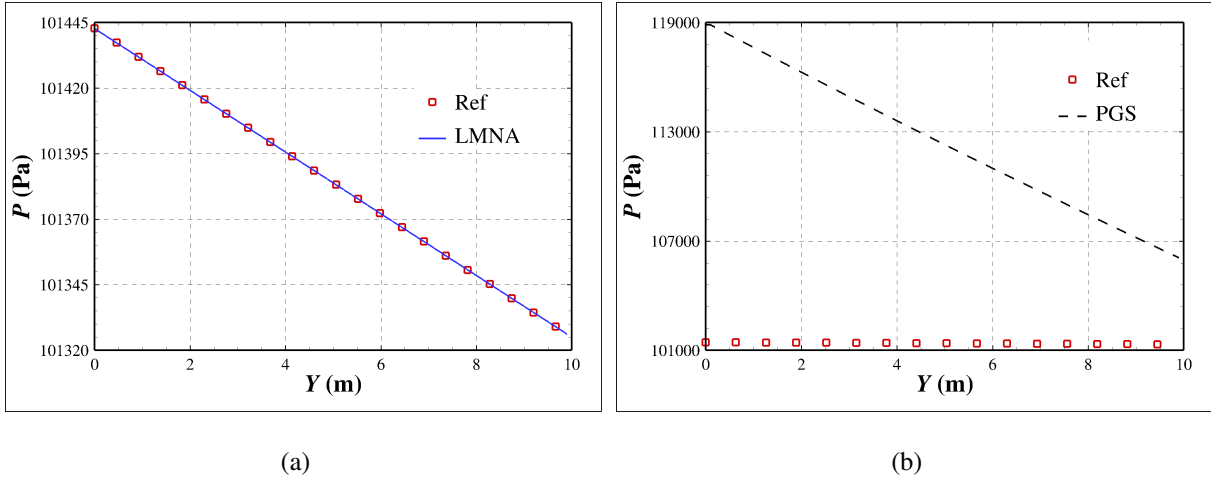 101445
101420
101395
101370
101345
101320
P (Pa)
0 2 4 6 8 10
Y (m)
Ref
LMNA
(a)
119000
113000
107000
101000
P (Pa)
0 2 4 6 8 10
Y (m)
Ref
PGS
(b)